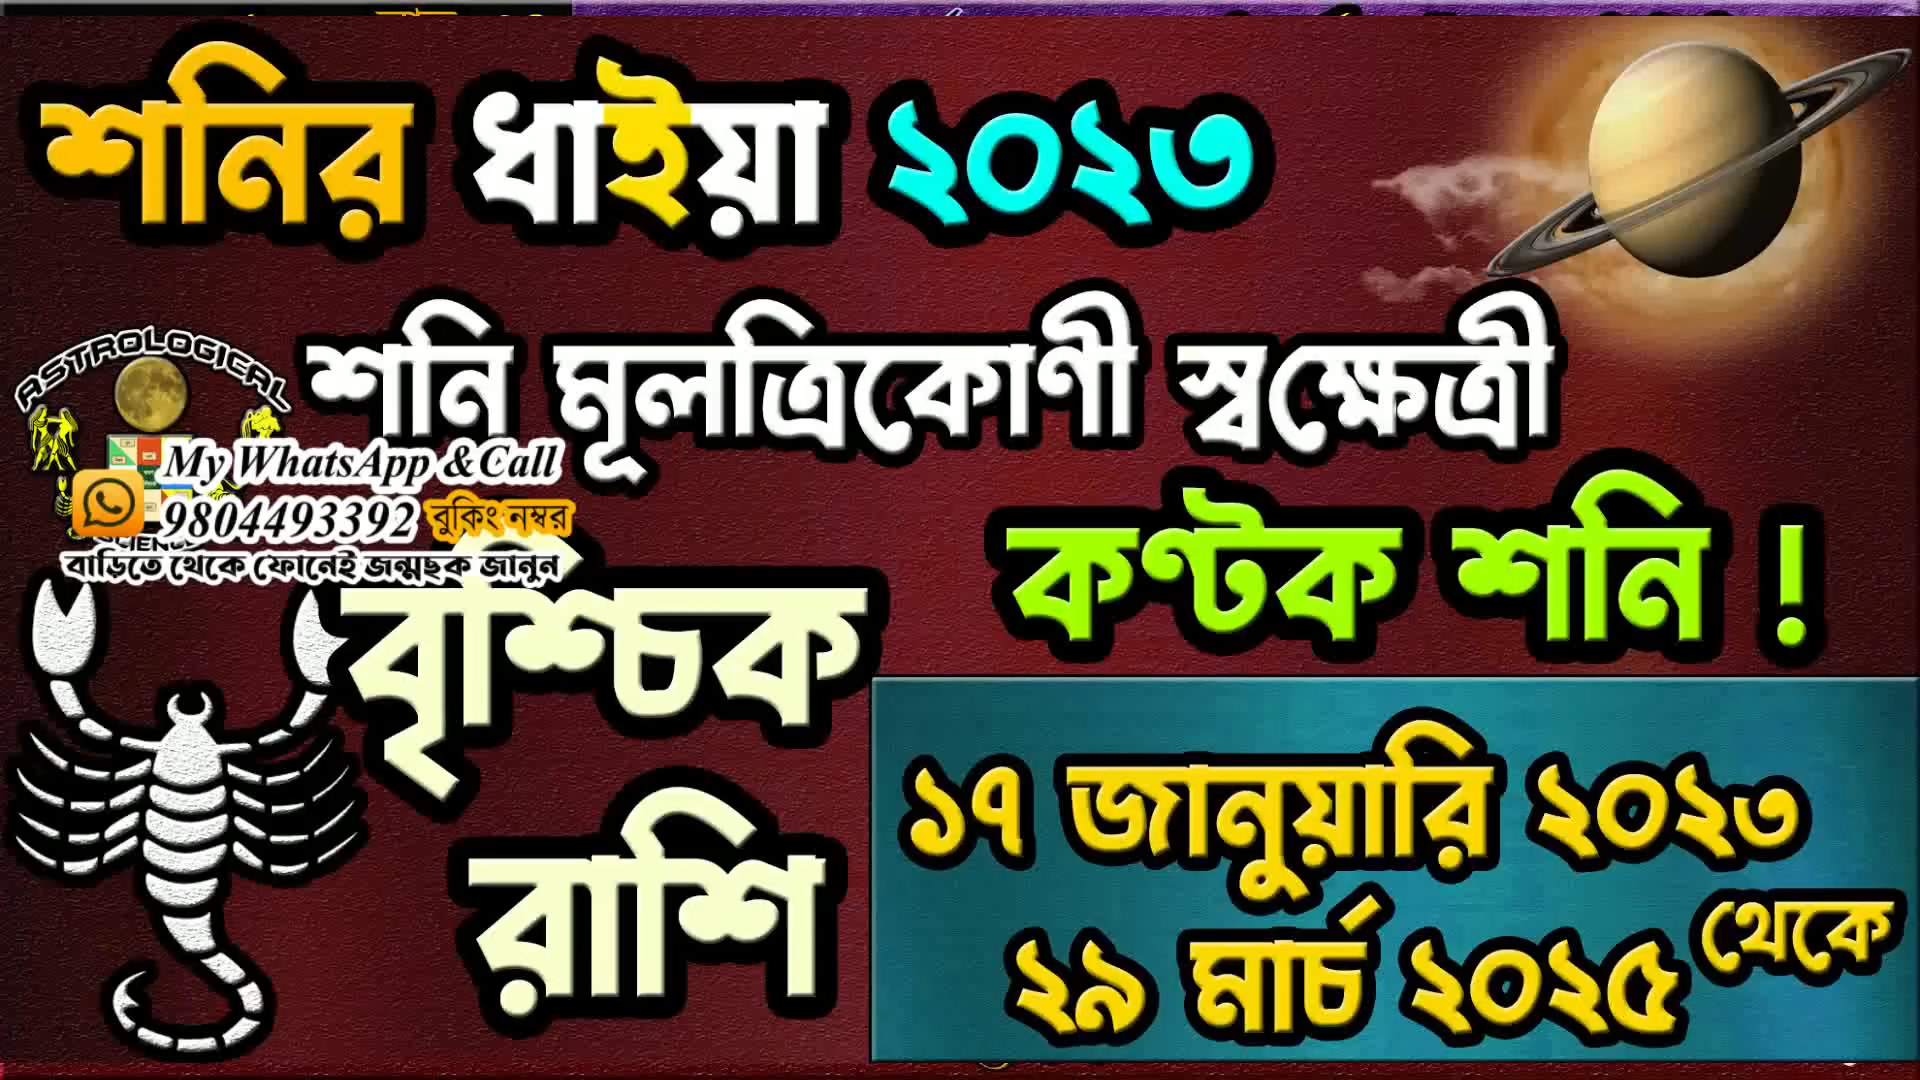 শনির ধাইয়া ২০২৩
শনি মূলত্রিকোণী স্বক্ষেত্রী
ASTROLOGICAL
My WhatsApp &Call
9804493392 বুকিং নম্বর
বাড়িতে থেকে ফোনেই জন্মছক জানুন
কণ্টক শনি !
বৃশ্চিক
রাশি
১৭ জানুয়ারি ২০২৩
থেকে
২৯ মার্চ ২০২৫